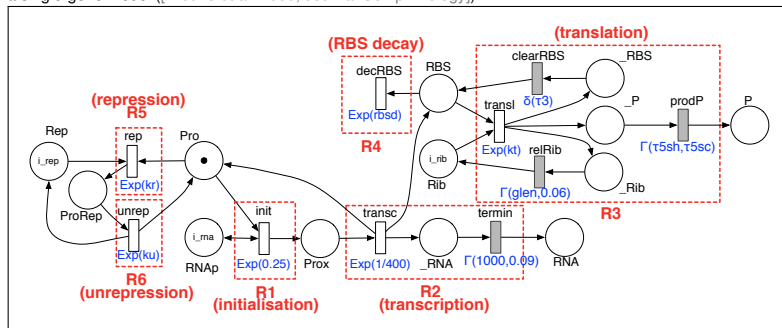 (translation)
(RBS decay)
clearRBS
_RBS
decRBS
RBS
δ(τ3)
(repression)
R5
Exp(rbsd)
transl
_P
prodP
P
Rep
rep
Pro
R4
Exp(kt)
Γ(τ5sh,τ5sc)
i_rep
i_rib
relRib
Exp(kr)
Rib
_Rib
ProRep
Γ(glen,0.06)
unrep
R3
init
transc
termin
i_rna
Exp(ku)
RNAp
Exp(0.25)
Prox
Exp(1/400)
_RNA
Γ(1000,0.09)
RNA
R6
(unrepression)
R1
(initialisation)
R2
(transcription)